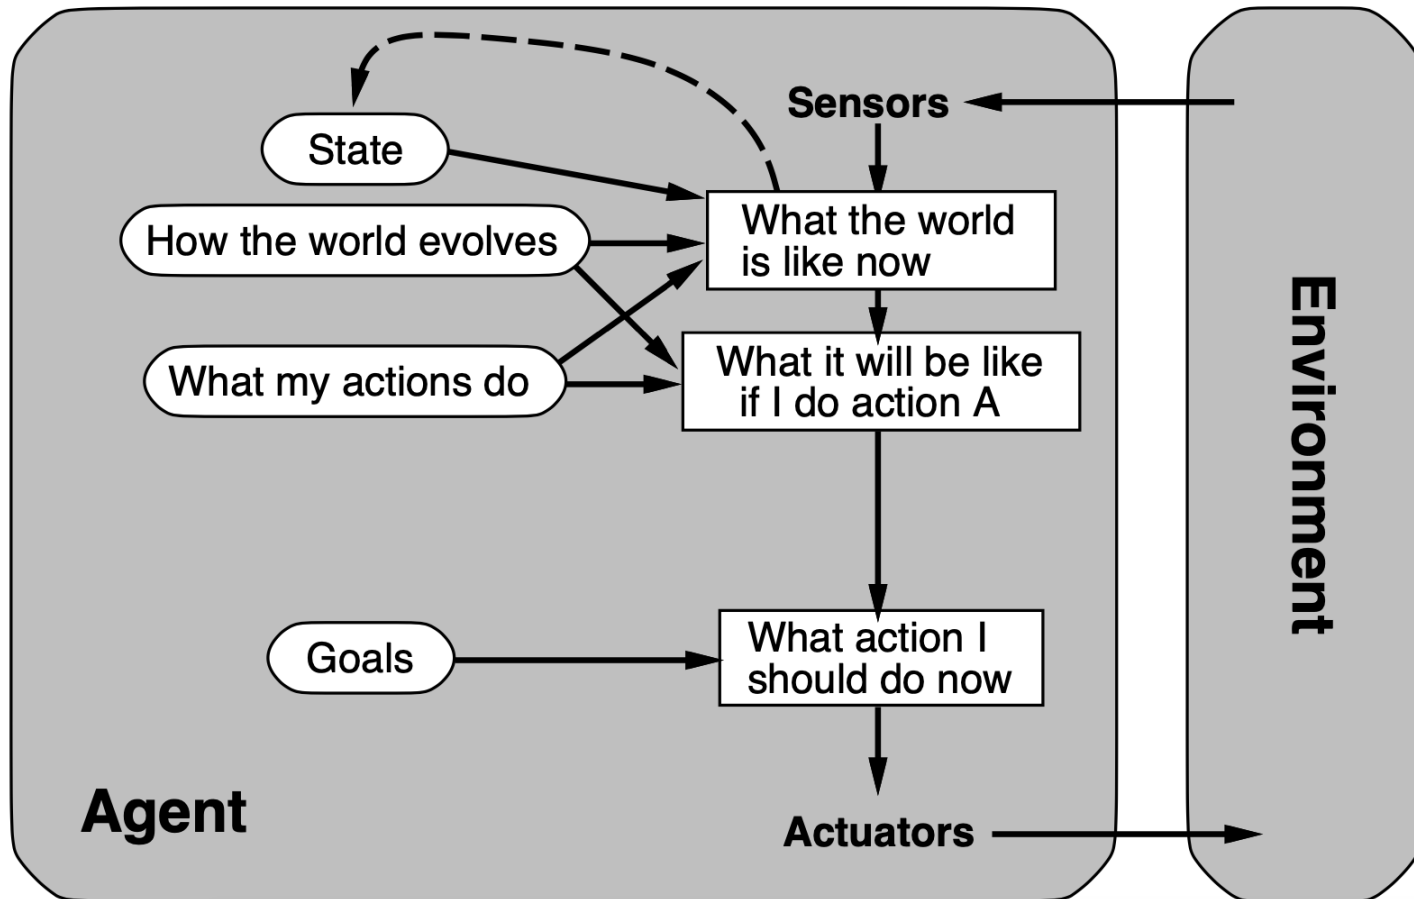 Sensors
State
What the world
is like now
How the world evolves
What it will be like
if I do action A
What my actions do
Environment
What action I
should do now
Goals
Agent
Actuators